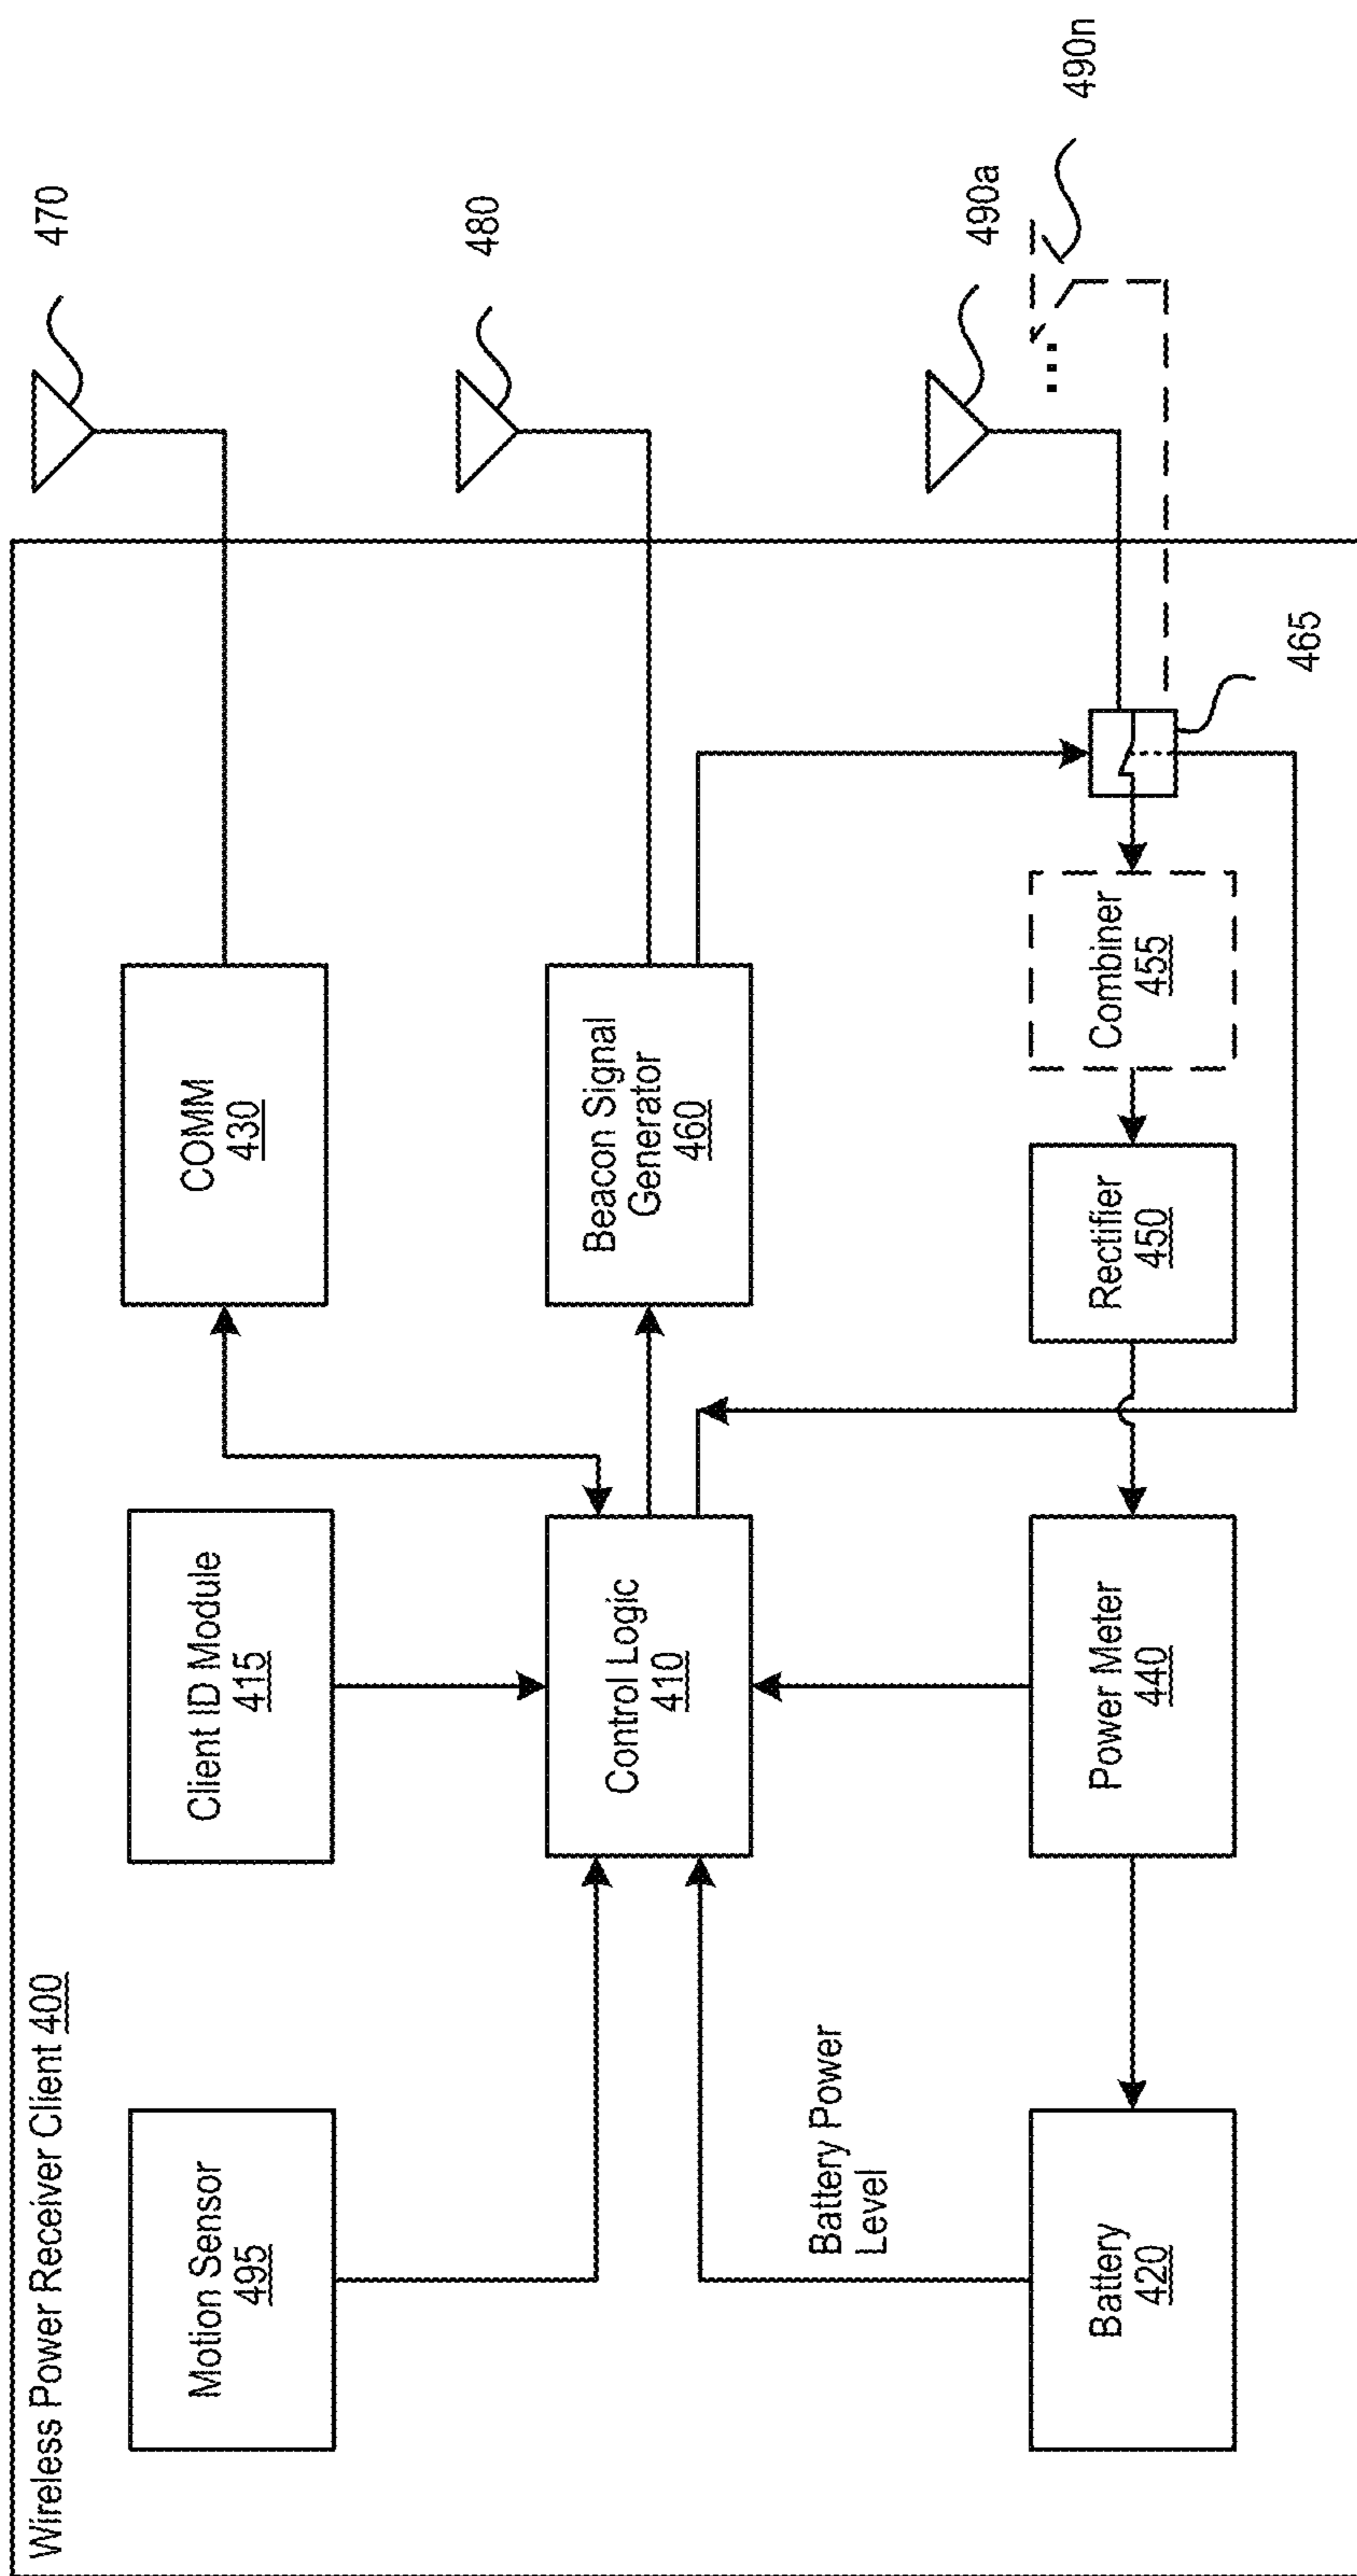 Wireless Power Receiver Client 400
Motion Sensor
495
Client ID Module
415
COMM
430
470
Control Logic
410
Beacon Signal
Generator
460
480
Battery Power
Level
Battery
420
Power Meter
440
Rectifier
450
Combiner
455
465
490a
...
490n